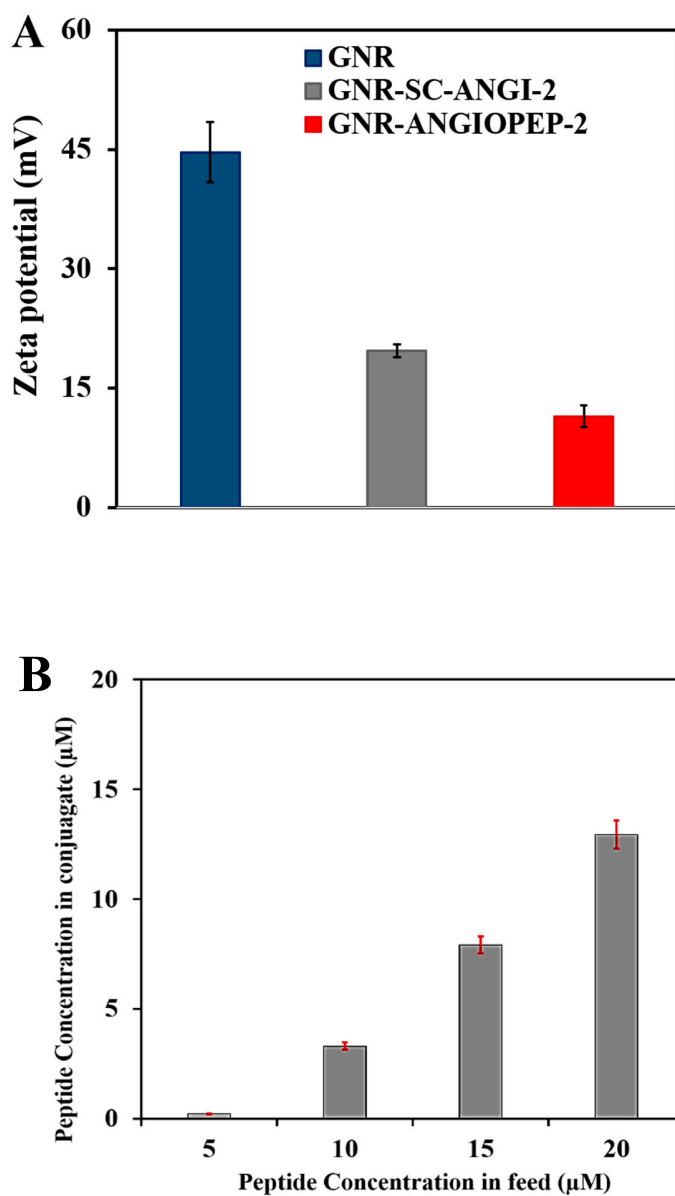 A
60
GNR
GNR-SC-ANGI-2
GNR-ANGIOPEP-2
45
30
15
0
Zeta potential (mV)
B
20
15
10
5
0
Peptide Concentration in conjuagate (µM)
5 10 15 20
Peptide Concentration in feed (µM)